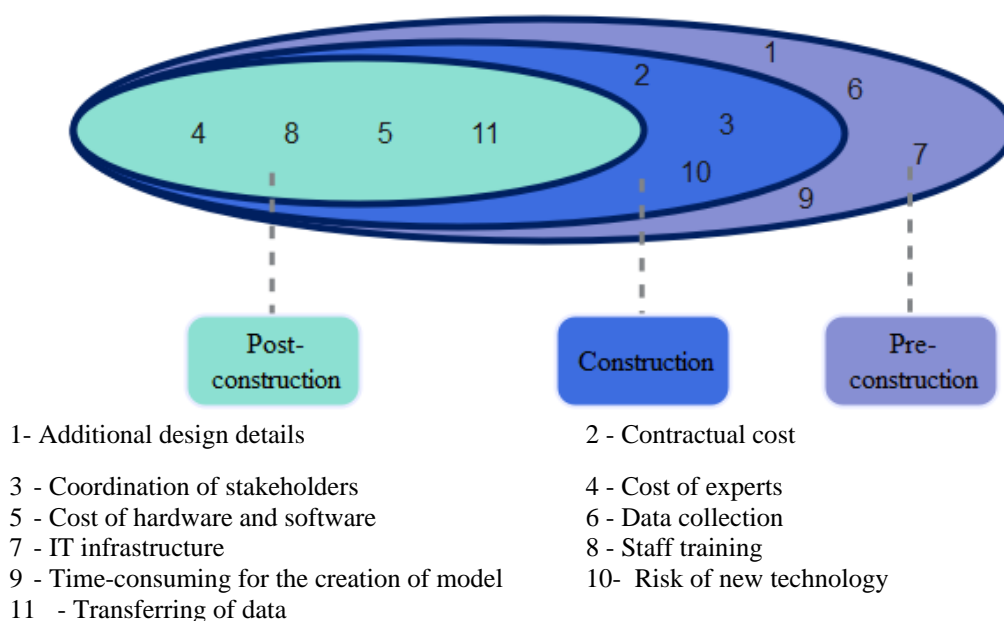 1
2
6
4 8 5 11
3
7
10
9
Post-
construction
Construction
Pre-
construction
1- Additional design details
2 - Contractual cost
3 - Coordination of stakeholders
4 - Cost of experts
5 - Cost of hardware and software
6 - Data collection
7 - IT infrastructure
8 - Staff training
9 - Time-consuming for the creation of model
10- Risk of new technology
11 - Transferring of data